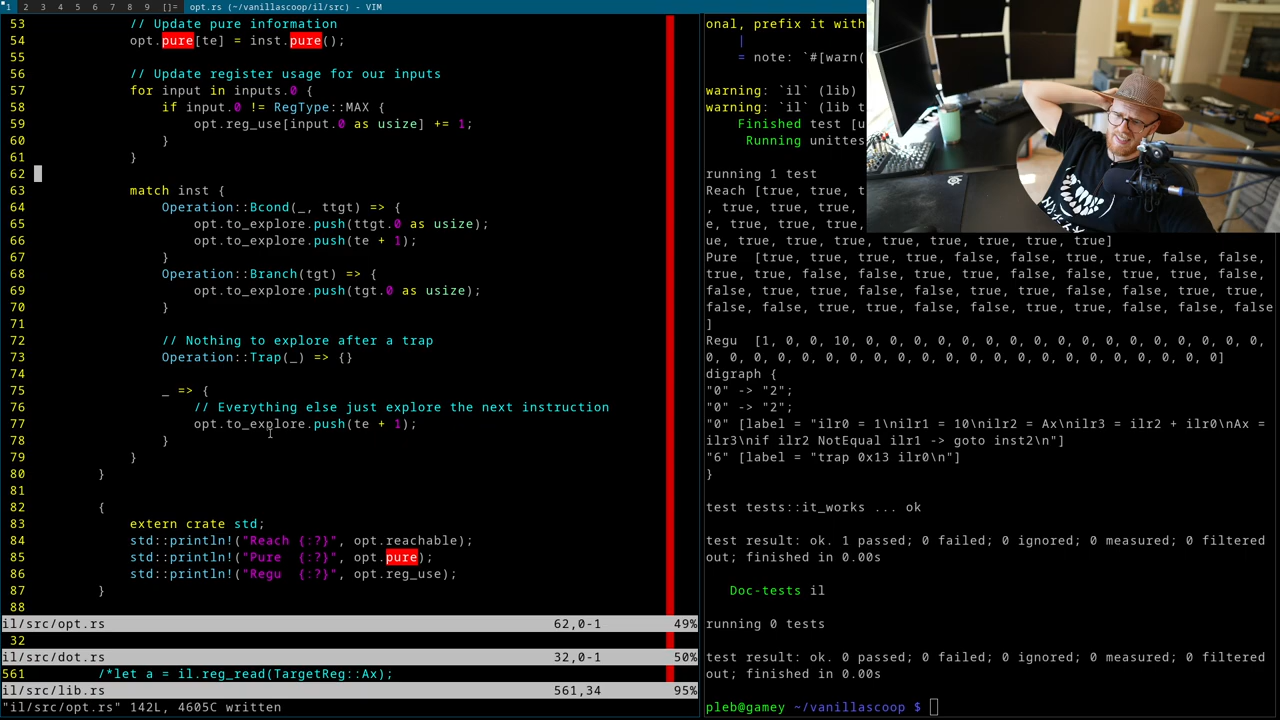 1 2 3 4 5 6 7 8 9 []= opt.rs (~/vanillascoop/il/src) - VIM
53 // Update pure information
54 opt.pure[te] = inst.pure();
55
56 // Update register usage for our inputs
57 for input in inputs.0 {
58 if input.0 != RegType::MAX {
59 opt.reg_use[input.0 as usize] += 1;
60 }
61 }
62
63 match inst {
64 Operation::Bcond(_, ttgt) => {
65 opt.to_explore.push(ttgt.0 as usize);
66 opt.to_explore.push(te + 1);
67 }
68 Operation::Branch(tgt) => {
69 opt.to_explore.push(tgt.0 as usize);
70 }
71
72 // Nothing to explore after a trap
73 Operation::Trap(_) => {}
74
75 _ => {
76 // Everything else just explore the next instruction
77 opt.to_explore.push(te + 1);
78 }
79 }
80 }
81
82 {
83 extern crate std;
84 std::println!("Reach {:?}", opt.reachable);
85 std::println!("Pure  {:?}", opt.pure);
86 std::println!("Regu  {:?}", opt.reg_use);
87 }
88
il/src/opt.rs 62,0-1 49%
32
il/src/dot.rs 32,0-1 50%
561 /*let a = il.reg_read(TargetReg::Ax);
il/src/lib.rs 561,34 95%
"il/src/opt.rs" 142L, 4605C written
onal, prefix it with
|
= note: `#[warn(
warning: `il` (lib)
warning: `il` (lib t
Finished test [u
Running unittes
running 1 test
Reach [true, true, t
, true, true, true,
e, true, true, true,
ue, true, true, true, true, true, true, true]
Pure  [true, true, true, true, false, false, true, true, false, false,
true, true, false, false, true, true, false, false, true, true, false,
false, true, true, false, false, true, true, false, false, true, true,
false, false, true, true, false, false, true, true, false, false, false
]
Regu  [1, 0, 0, 10, 0, 0, 0, 0, 0, 0, 0, 0, 0, 0, 0, 0, 0, 0, 0, 0, 0,
0, 0, 0, 0, 0, 0, 0, 0, 0, 0, 0, 0, 0, 0, 0, 0, 0, 0, 0]
digraph {
"0" -> "2";
"0" -> "2";
"0" [label = "ilr0 = 1\nilr1 = 10\nilr2 = Ax\nilr3 = ilr2 + ilr0\nAx =
ilr3\nif ilr2 NotEqual ilr1 -> goto inst2\n"]
"6" [label = "trap 0x13 ilr0\n"]
}
test tests::it_works ... ok
test result: ok. 1 passed; 0 failed; 0 ignored; 0 measured; 0 filtered
out; finished in 0.00s
Doc-tests il
running 0 tests
test result: ok. 0 passed; 0 failed; 0 ignored; 0 measured; 0 filtered
out; finished in 0.00s
pleb@gamey ~/vanillascoop $